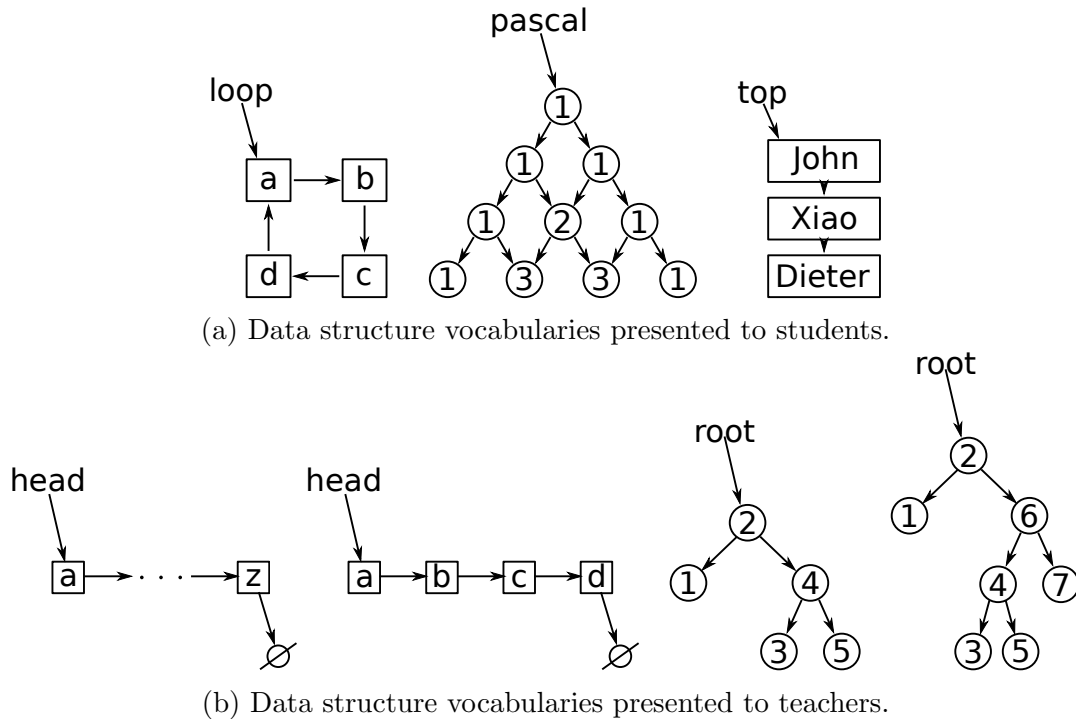 pascal
loop
top
1
John
a b
1 1
Xiao
1 2 1
d c
1 3 3 1
Dieter
(a) Data structure vocabularies presented to students.
root
root
2
head head
1 6
2
a . . . z
a b c d
1 4
4 7
3 5
3 5
(b) Data structure vocabularies presented to teachers.